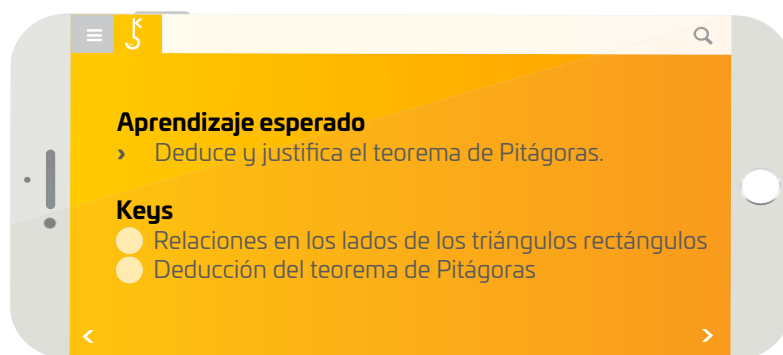 Aprendizaje esperado
› Deduce y justifica el teorema de Pitágoras.
Keys
Relaciones en los lados de los triángulos rectángulos
Deducción del teorema de Pitágoras